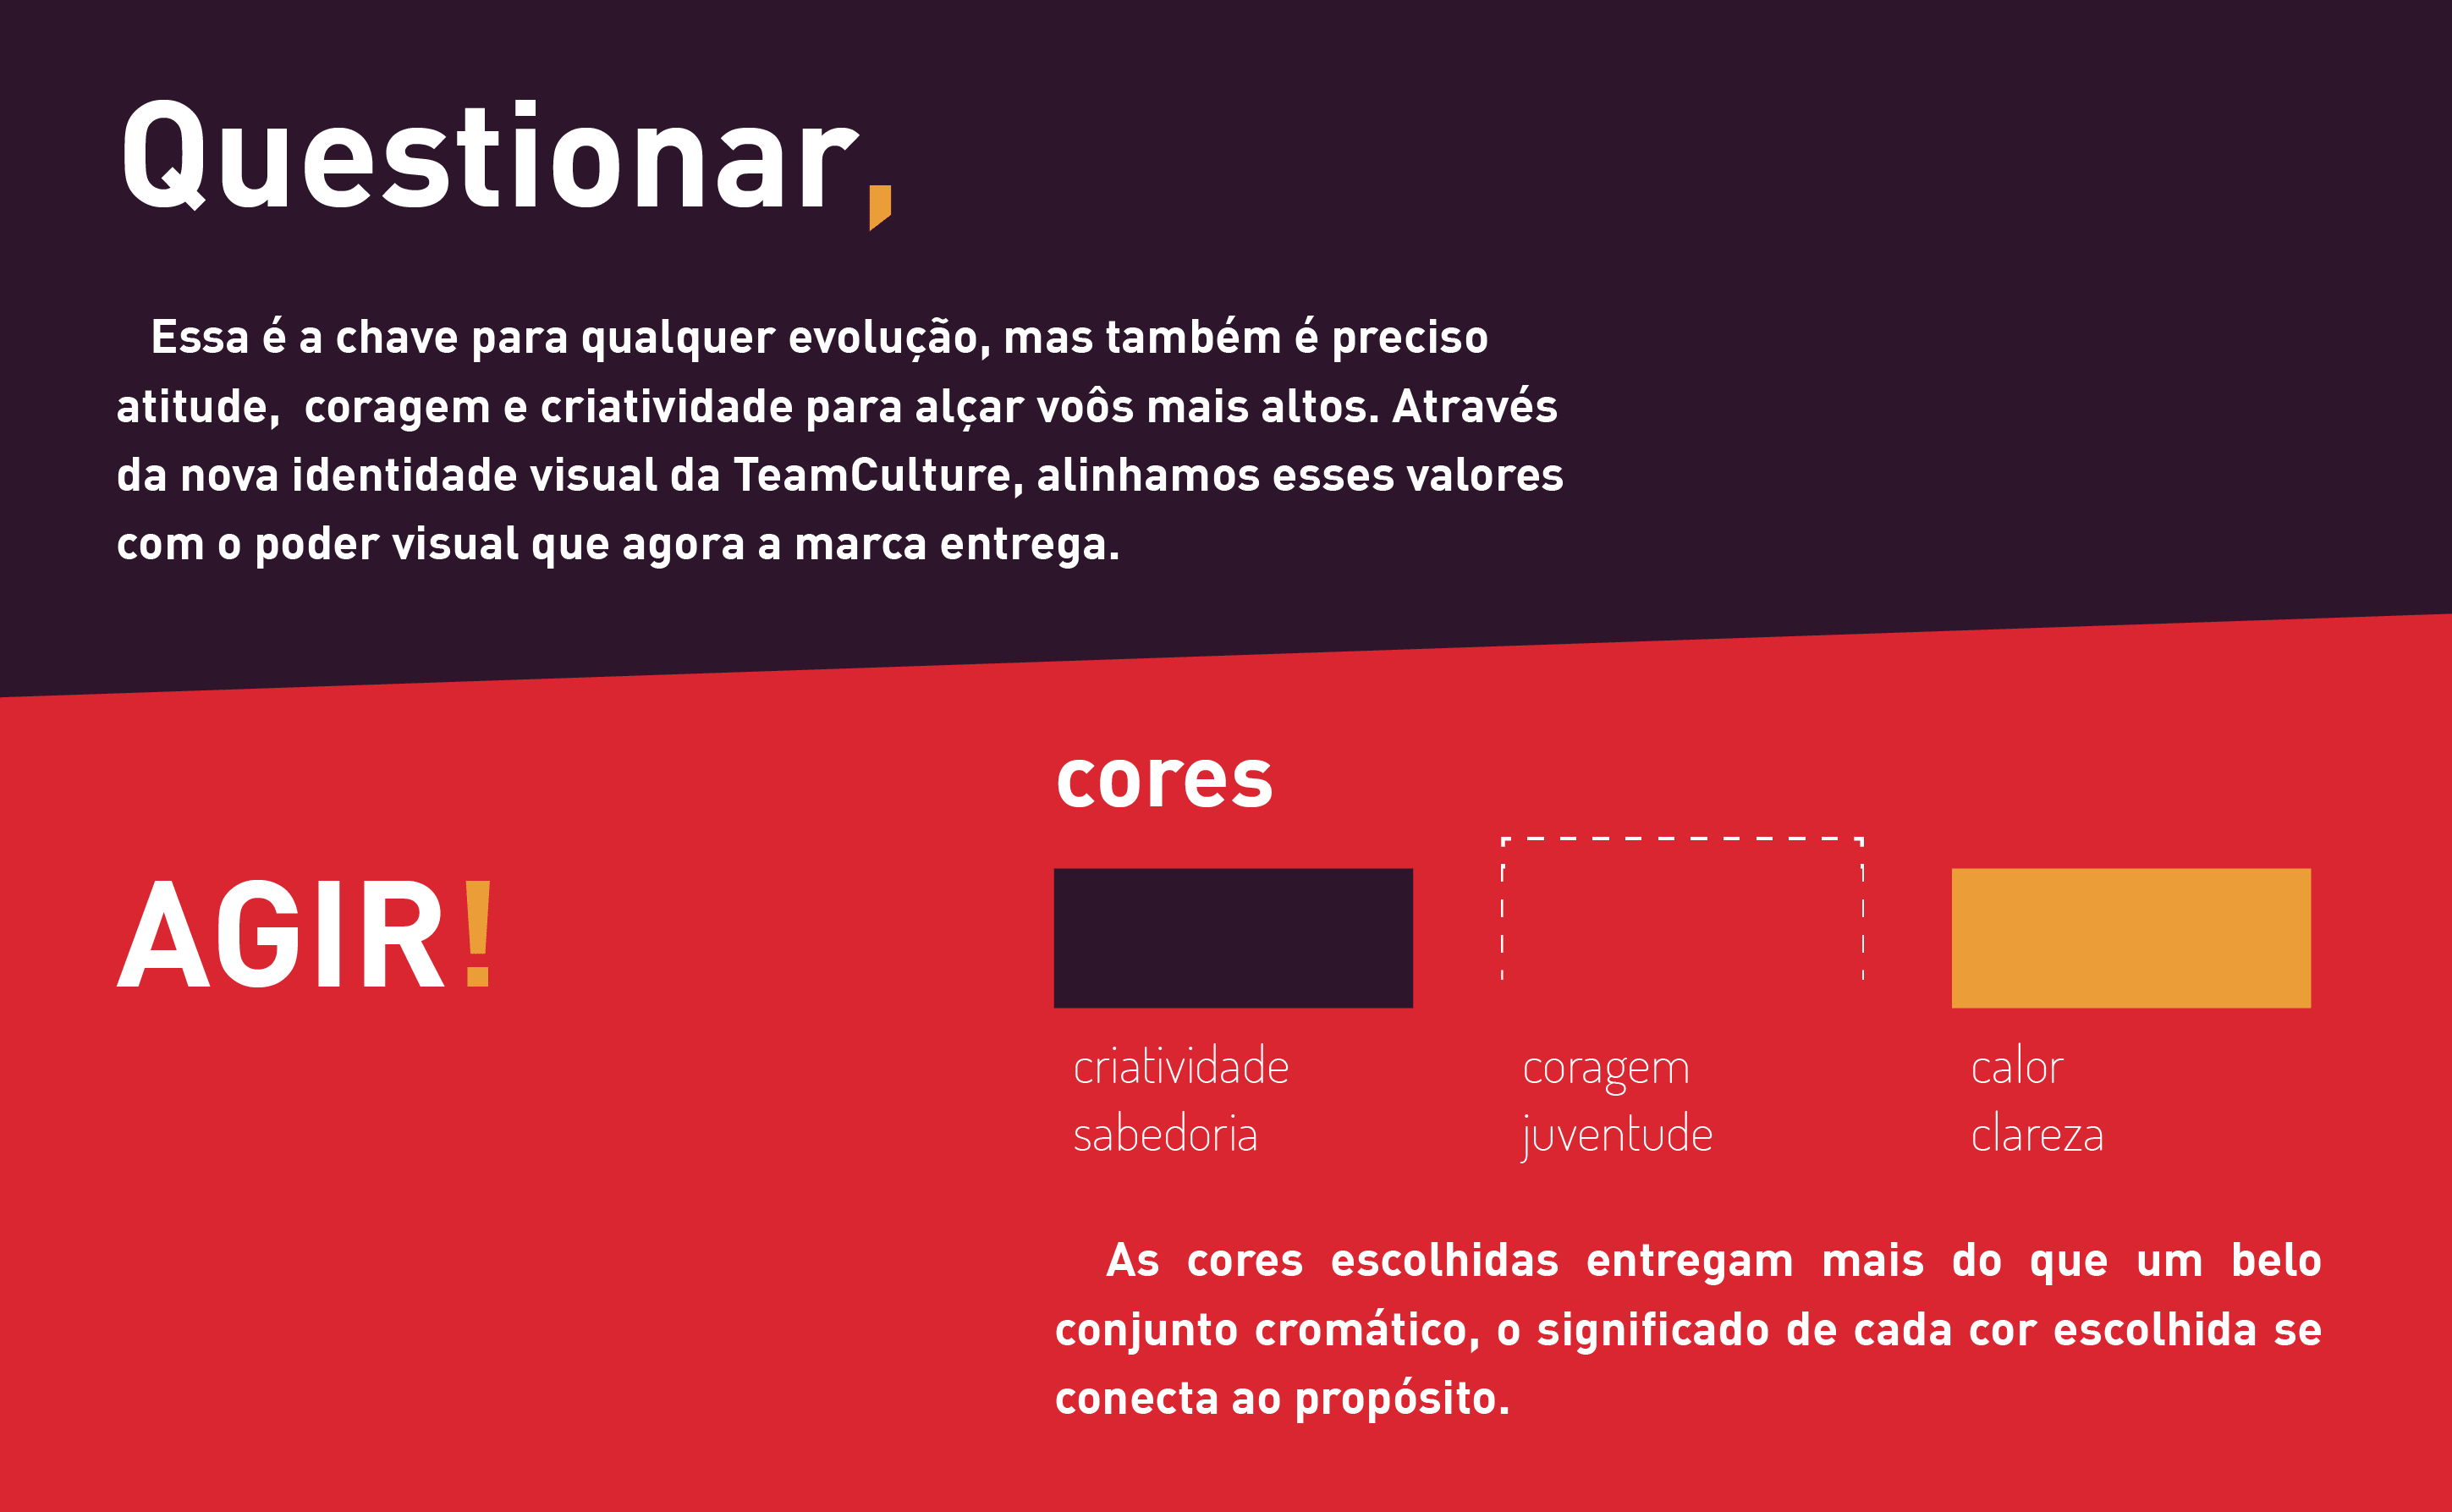 Questionar,
Essa é a chave para qualquer evolução, mas também é preciso
atitude,  coragem e criatividade para alçar voôs mais altos. Através
da nova identidade visual da TeamCulture, alinhamos esses valores
com o poder visual que agora a marca entrega.
AGIR!
cores
criatividade
sabedoria
coragem
juventude
calor
clareza
As cores escolhidas entregam mais do que um belo
conjunto cromático, o significado de cada cor escolhida se
conecta ao propósito.